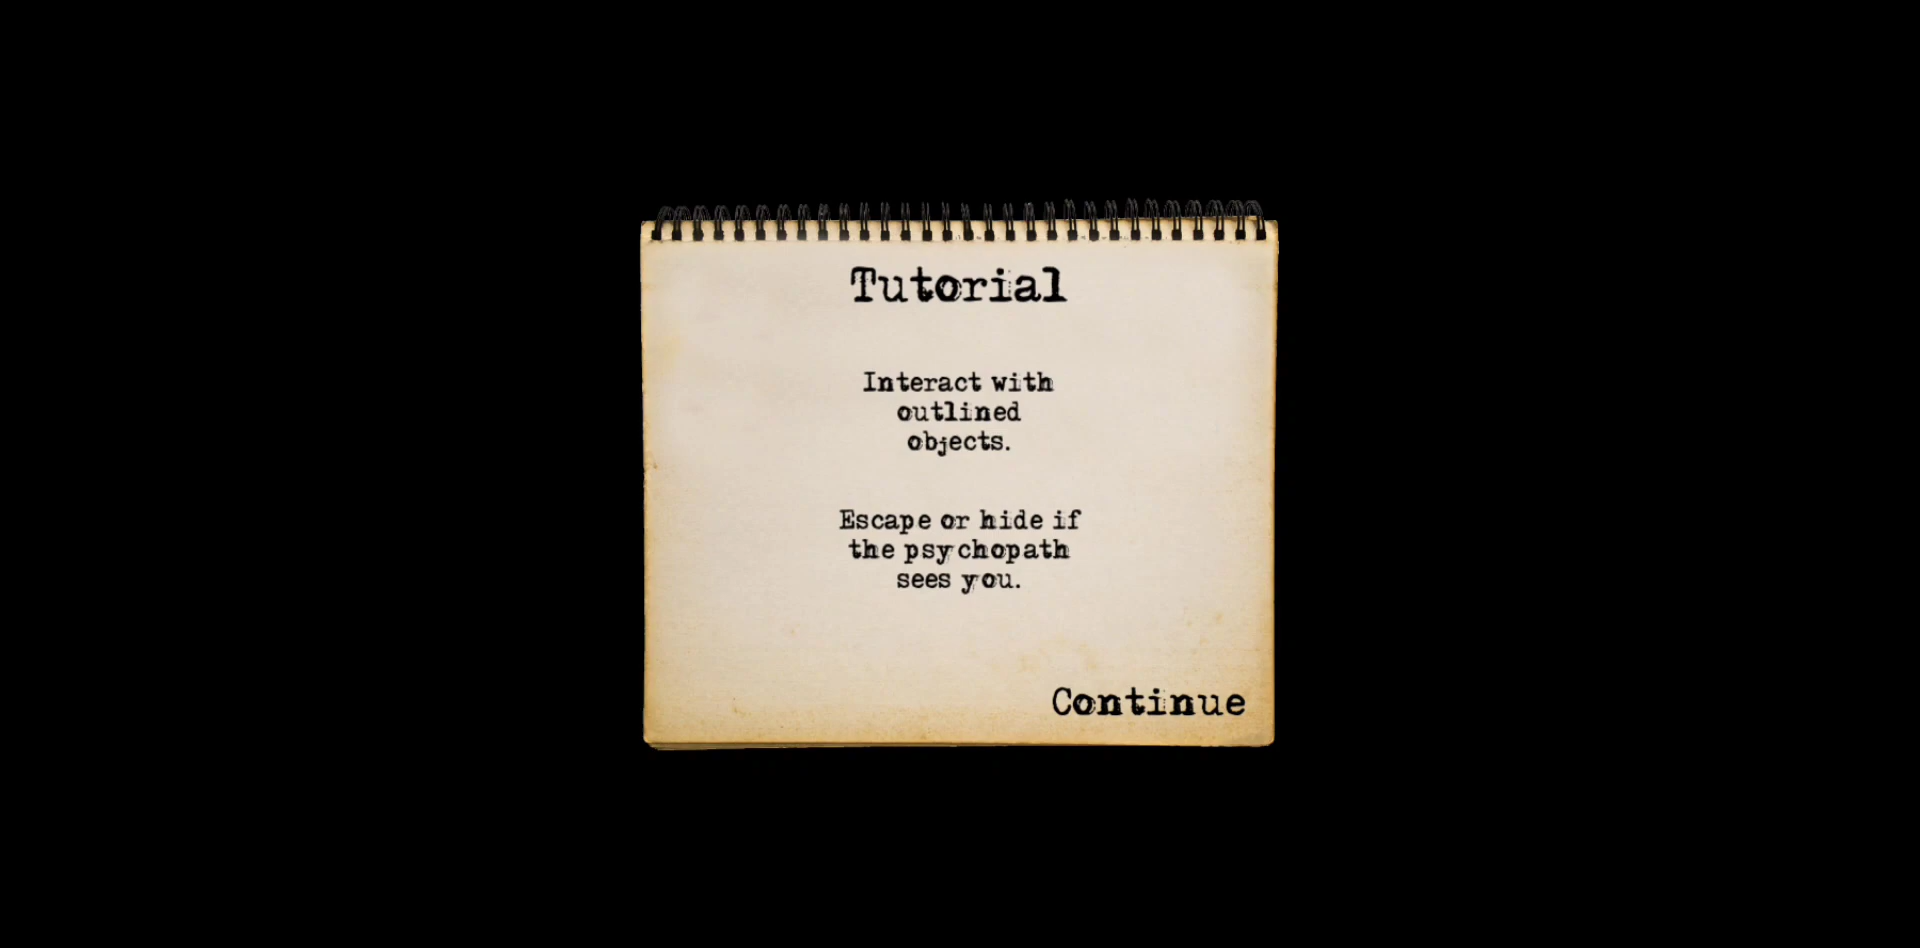 Tutorial
Interact with
outlined
objects.
Escape or hide if
the psychopath
sees you.
Continue